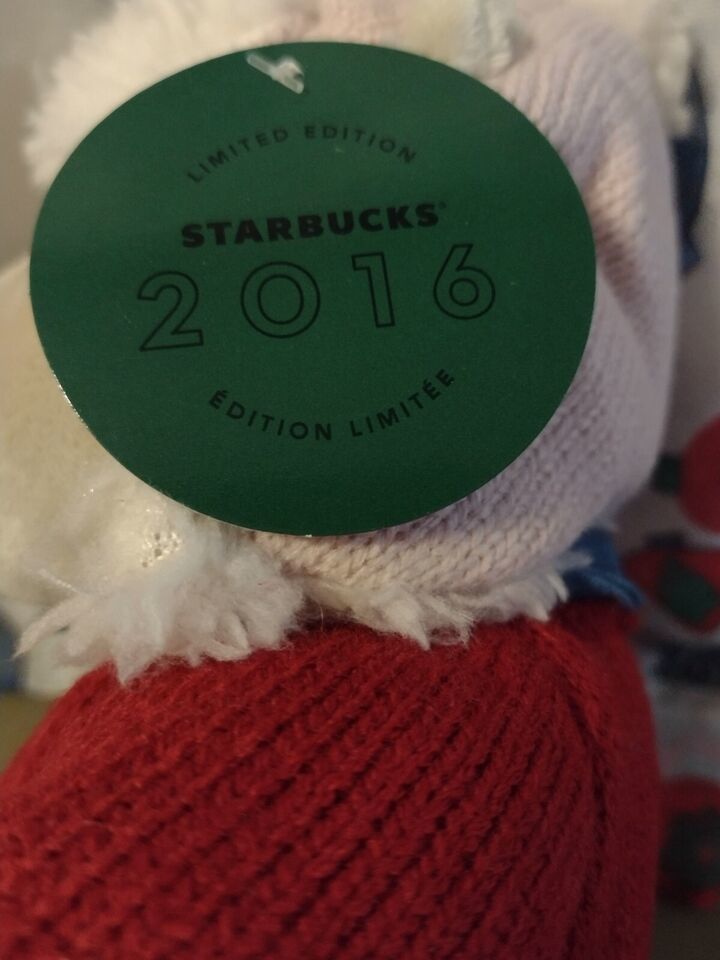 LIMITED EDITION
STARBUCKS®
2016
ÉDITION LIMITÉE